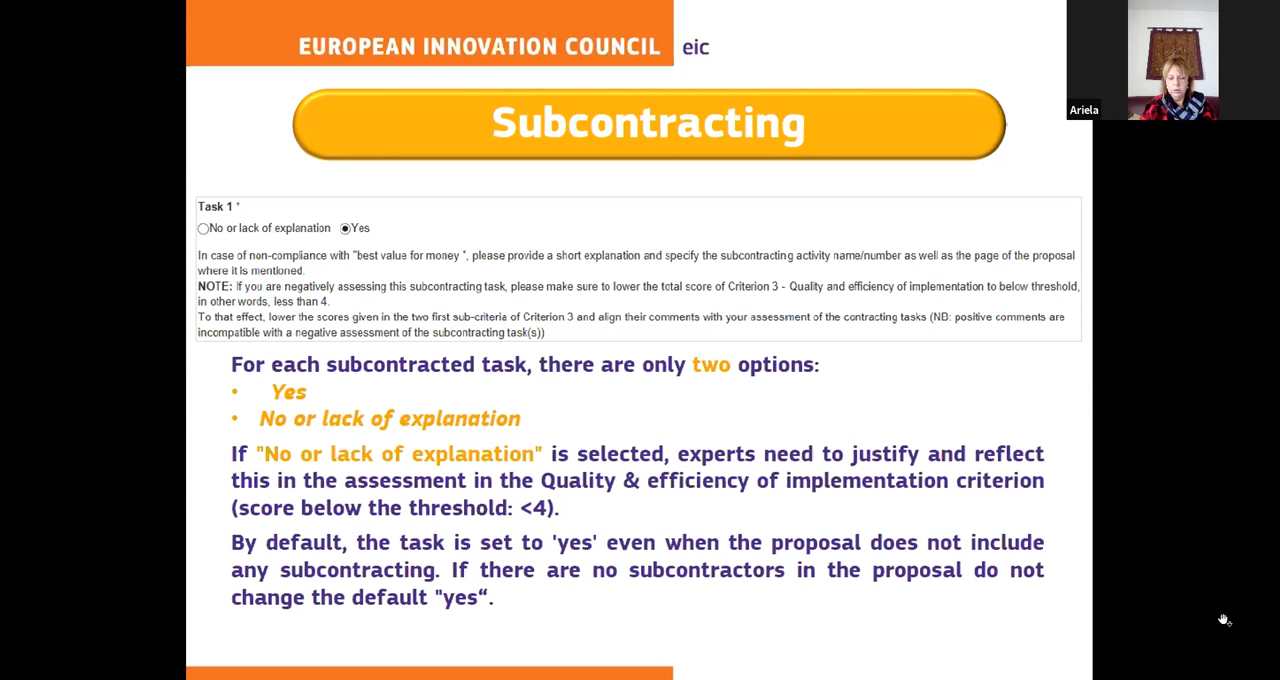 EUROPEAN INNOVATION COUNCIL eic
Ariela
Subcontracting
Task 1 *
No or lack of explanation Yes
In case of non-compliance with "best value for money ", please provide a short explanation and specify the subcontracting activity name/number as well as the page of the proposal
where it is mentioned.
NOTE: If you are negatively assessing this subcontracting task, please make sure to lower the total score of Criterion 3 - Quality and efficiency of implementation to below threshold,
in other words, less than 4.
To that effect, lower the scores given in the two first sub-criteria of Criterion 3 and align their comments with your assessment of the contracting tasks (NB: positive comments are
incompatible with a negative assessment of the subcontracting task(s))
For each subcontracted task, there are only two options:
• Yes
• No or lack of explanation
If "No or lack of explanation" is selected, experts need to justify and reflect
this in the assessment in the Quality & efficiency of implementation criterion
(score below the threshold: <4).
By default, the task is set to 'yes' even when the proposal does not include
any subcontracting. If there are no subcontractors in the proposal do not
change the default "yes“.